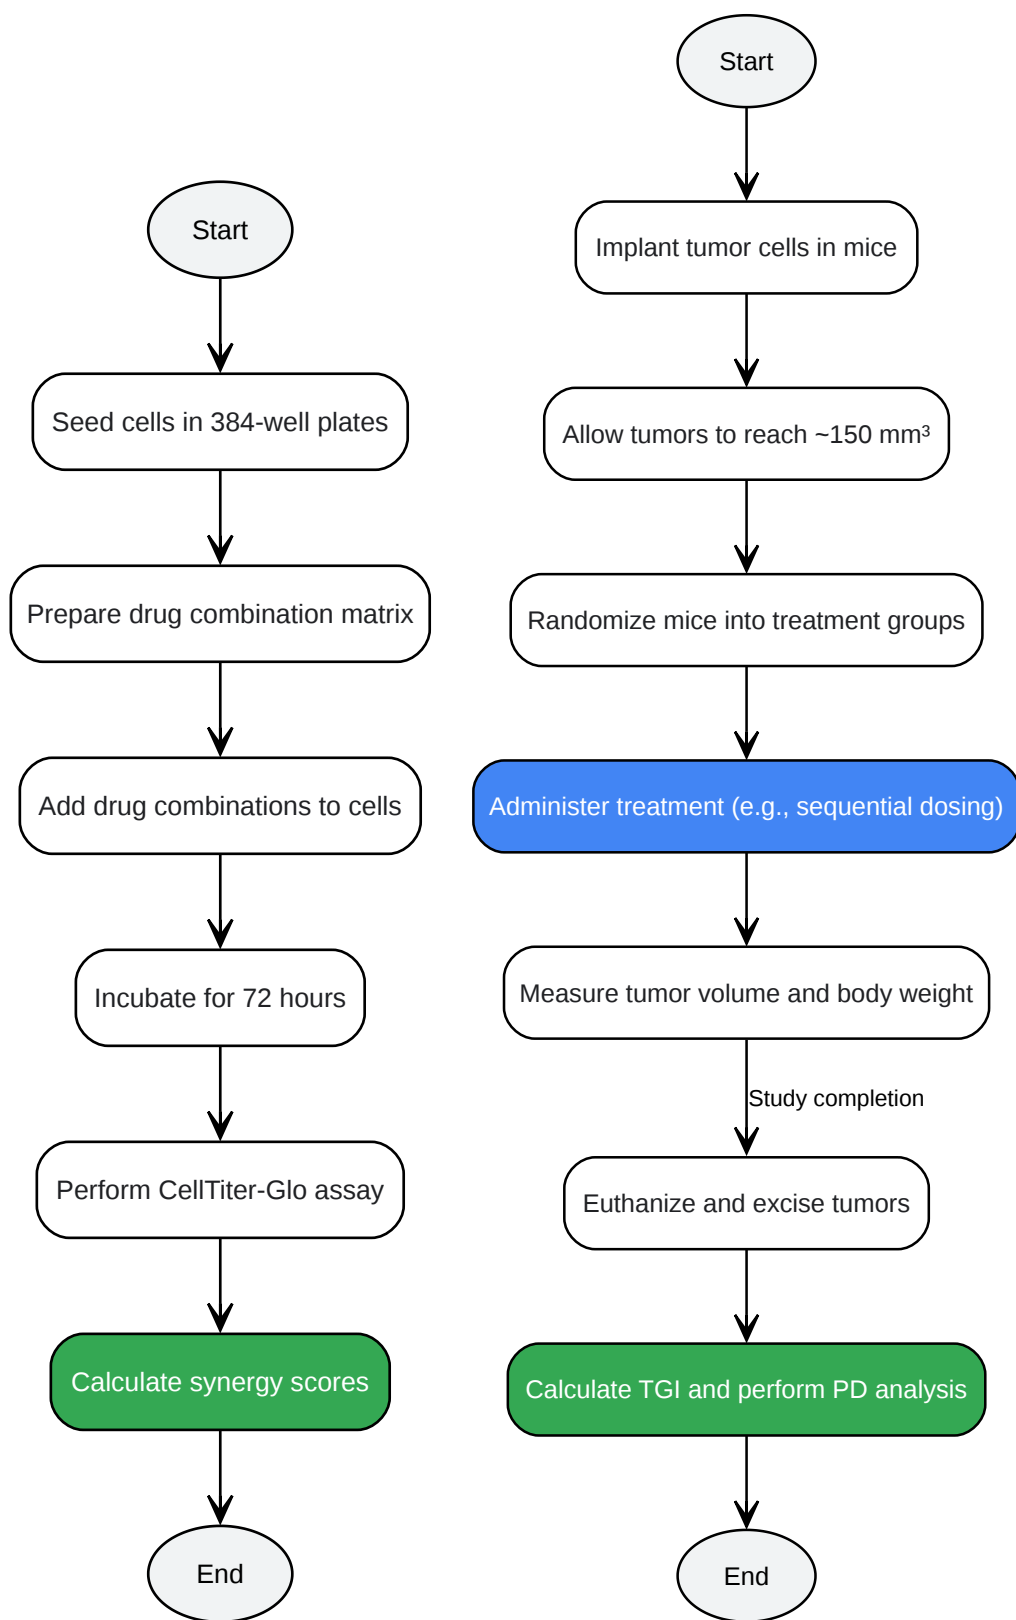 Start
Seed cells in 384-well plates
Prepare drug combination matrix
Add drug combinations to cells
Incubate for 72 hours
Perform CellTiter-Glo assay
Calculate synergy scores
End
Start
Implant tumor cells in mice
Allow tumors to reach ~150 mm³
Randomize mice into treatment groups
Administer treatment (e.g., sequential dosing)
Measure tumor volume and body weight
Study completion
Euthanize and excise tumors
Calculate TGI and perform PD analysis
End